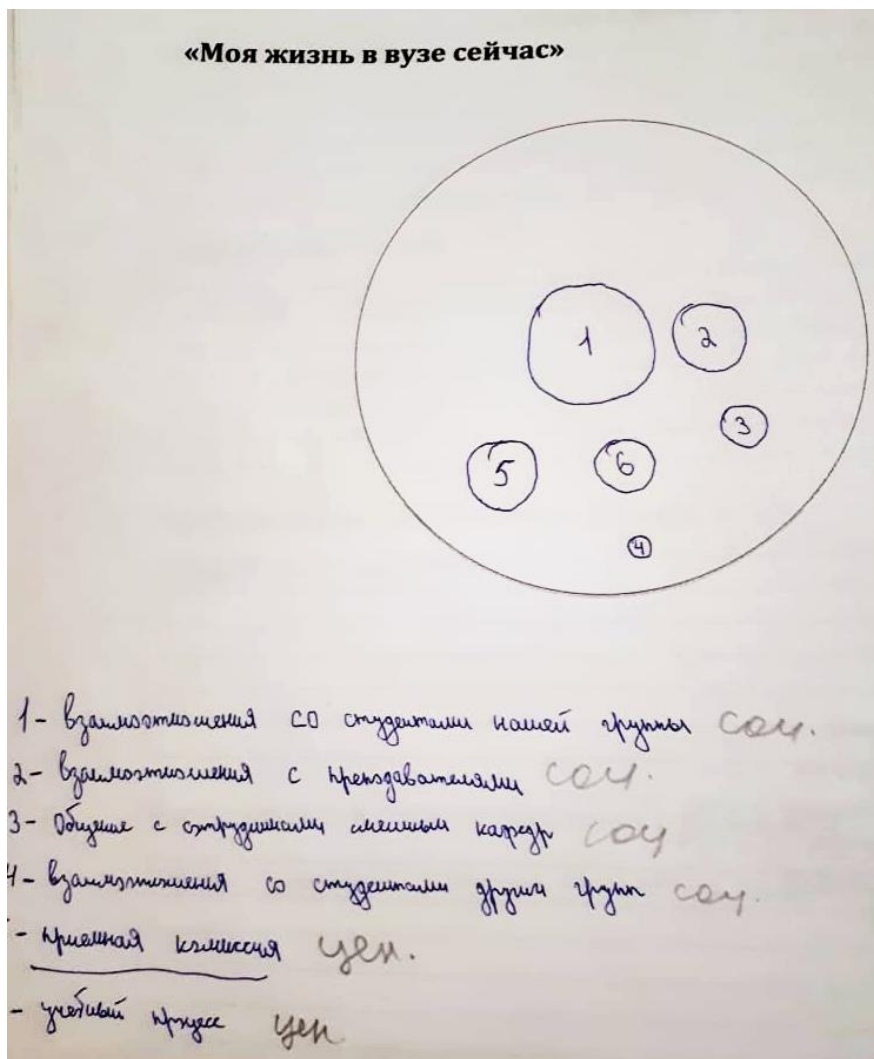 «Моя жизнь в вузе сейчас»
1
2
3
5
6
4
1- взаимоотношения со студентами нашей группы соц.
2- взаимоотношения с преподавателями соц.
3- Общение с сотрудниками смежных кафедр соц
4- взаимоотношения со студентами других групп соц.
- приемная комиссия цен.
- учебный процесс цен